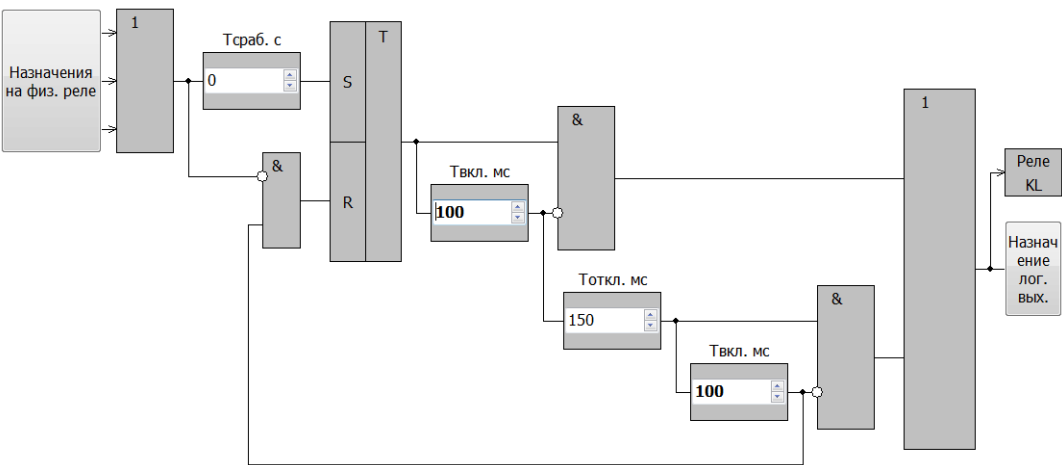 Назначения
на физ. реле
1
Тсраб. с
0
&
T
S
R
Твкл. мс
100
&
Тоткл. мс
150
Твкл. мс
100
&
1
Реле
KL
Назнач
ение
лог.
вых.